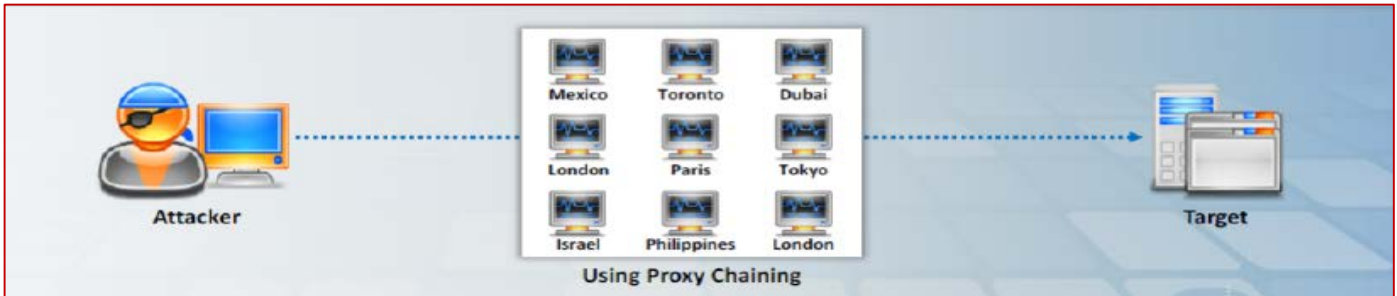 Mexico Toronto Dubai
London Paris Tokyo
Attacker
Target
Israel Philippines London
Using Proxy Chaining